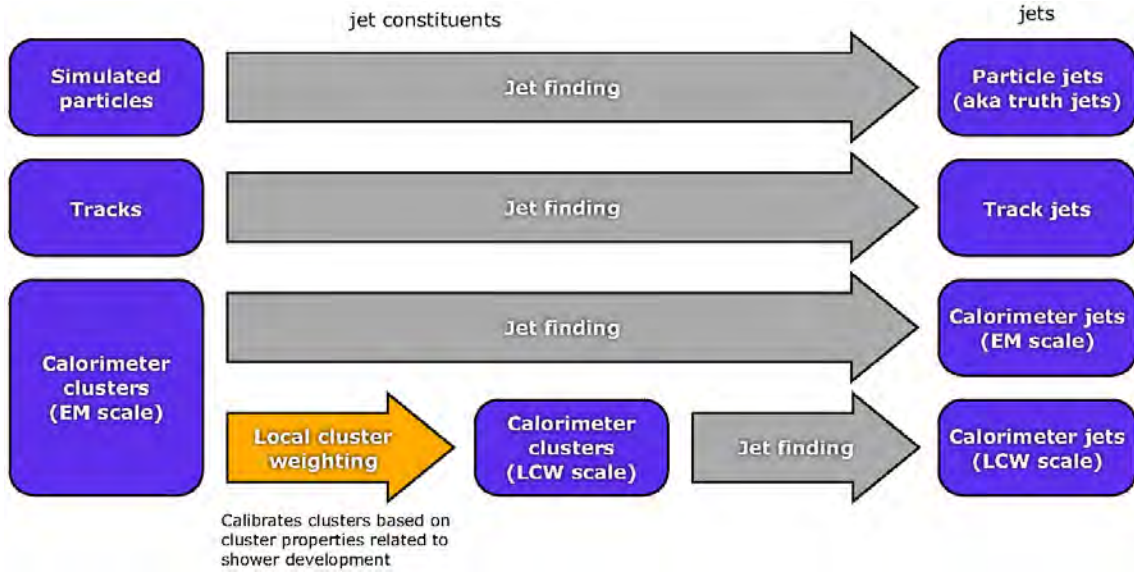 jet constituents
jets
Simulated
particles
Jet finding
Particle jets
(aka truth jets)
Tracks
Jet finding
Track jets
Calorimeter
clusters
(EM scale)
Jet finding
Calorimeter jets
(EM scale)
Local cluster
weighting
Calorimeter
clusters
(LCW scale)
Jet finding
Calorimeter jets
(LCW scale)
Calibrates clusters based on
cluster properties related to
shower development